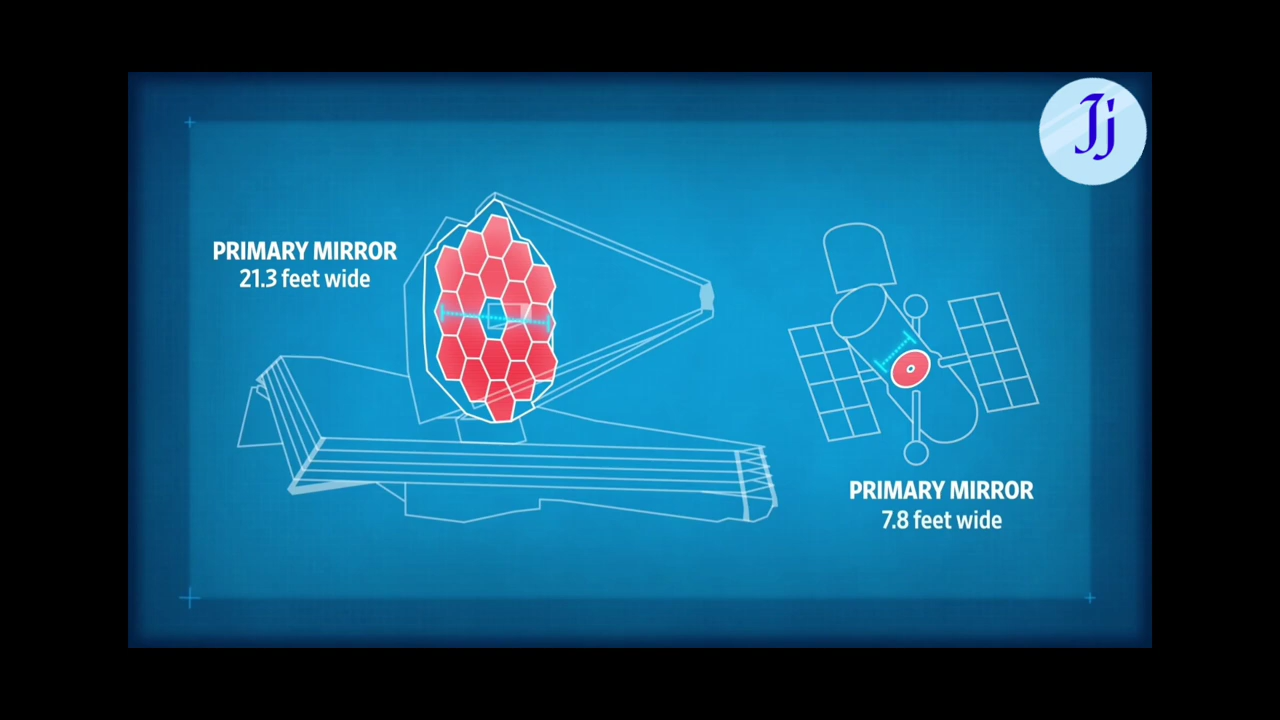 Jj
PRIMARY MIRROR
21.3 feet wide
PRIMARY MIRROR
7.8 feet wide